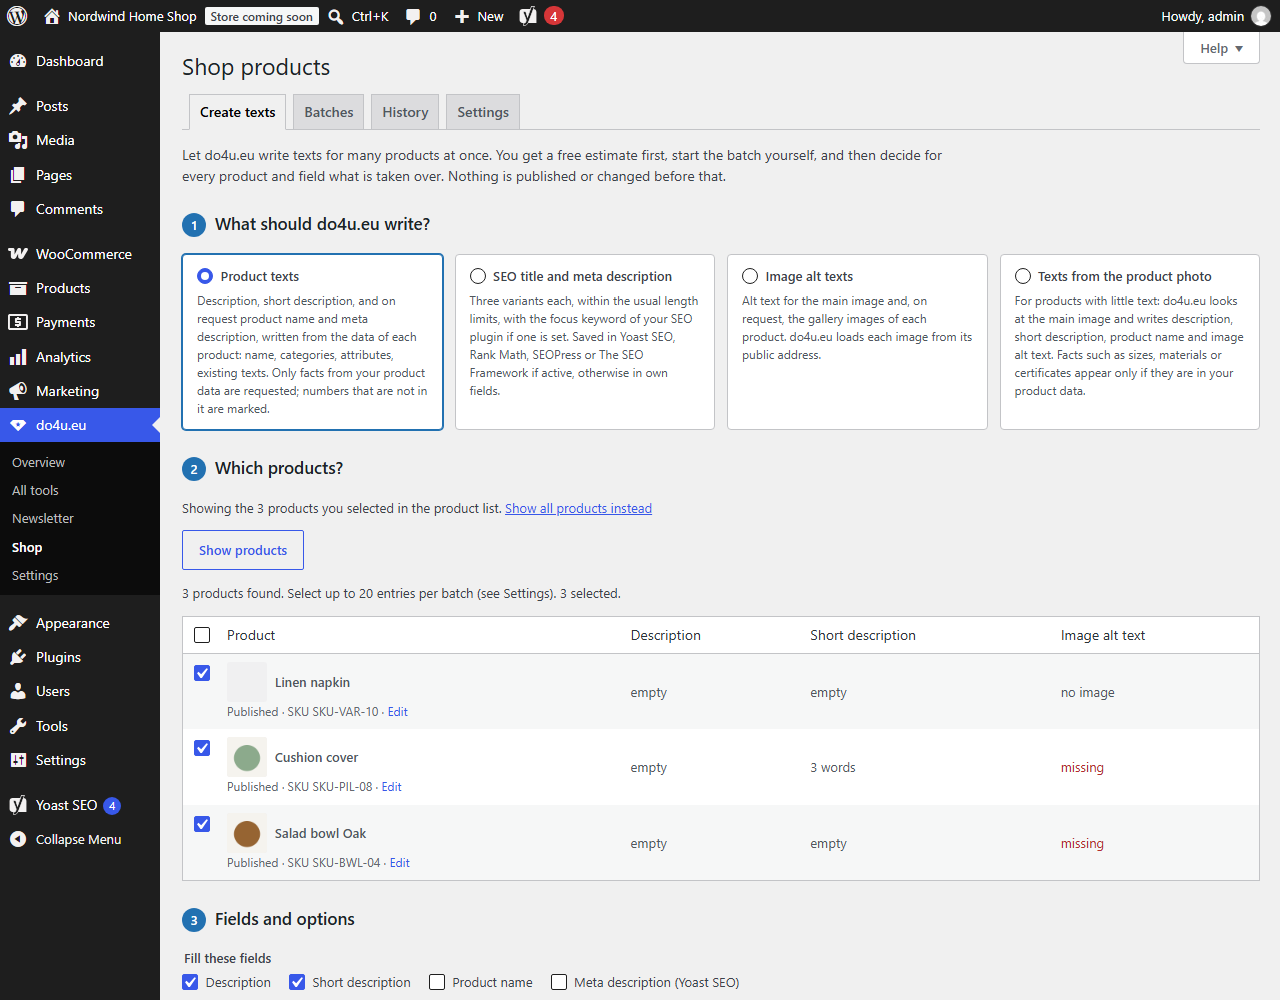 Nordwind Home Shop Store coming soon Ctrl+K 0 New 4 Howdy, admin
Help
Dashboard
Posts
Media
Pages
Comments
WooCommerce
Products
Payments
Analytics
Marketing
do4u.eu
Overview
All tools
Newsletter
Shop
Settings
Appearance
Plugins
Users
Tools
Settings
Yoast SEO 4
Collapse Menu
Shop products
Create texts Batches History Settings
Let do4u.eu write texts for many products at once. You get a free estimate first, start the batch yourself, and then decide for
every product and field what is taken over. Nothing is published or changed before that.
1 What should do4u.eu write?
Product texts
Description, short description, and on
request product name and meta
description, written from the data of each
product: name, categories, attributes,
existing texts. Only facts from your product
data are requested; numbers that are not in
it are marked.
SEO title and meta description
Three variants each, within the usual length
limits, with the focus keyword of your SEO
plugin if one is set. Saved in Yoast SEO,
Rank Math, SEOPress or The SEO
Framework if active, otherwise in own
fields.
Image alt texts
Alt text for the main image and, on
request, the gallery images of each
product. do4u.eu loads each image from its
public address.
Texts from the product photo
For products with little text: do4u.eu looks
at the main image and writes description,
short description, product name and image
alt text. Facts such as sizes, materials or
certificates appear only if they are in your
product data.
2 Which products?
Showing the 3 products you selected in the product list. Show all products instead
Show products
3 products found. Select up to 20 entries per batch (see Settings). 3 selected.
Product Description Short description Image alt text
Linen napkin
Published · SKU SKU-VAR-10 · Edit
empty empty no image
Cushion cover
Published · SKU SKU-PIL-08 · Edit
empty 3 words missing
Salad bowl Oak
Published · SKU SKU-BWL-04 · Edit
empty empty missing
3 Fields and options
Fill these fields
Description Short description Product name Meta description (Yoast SEO)